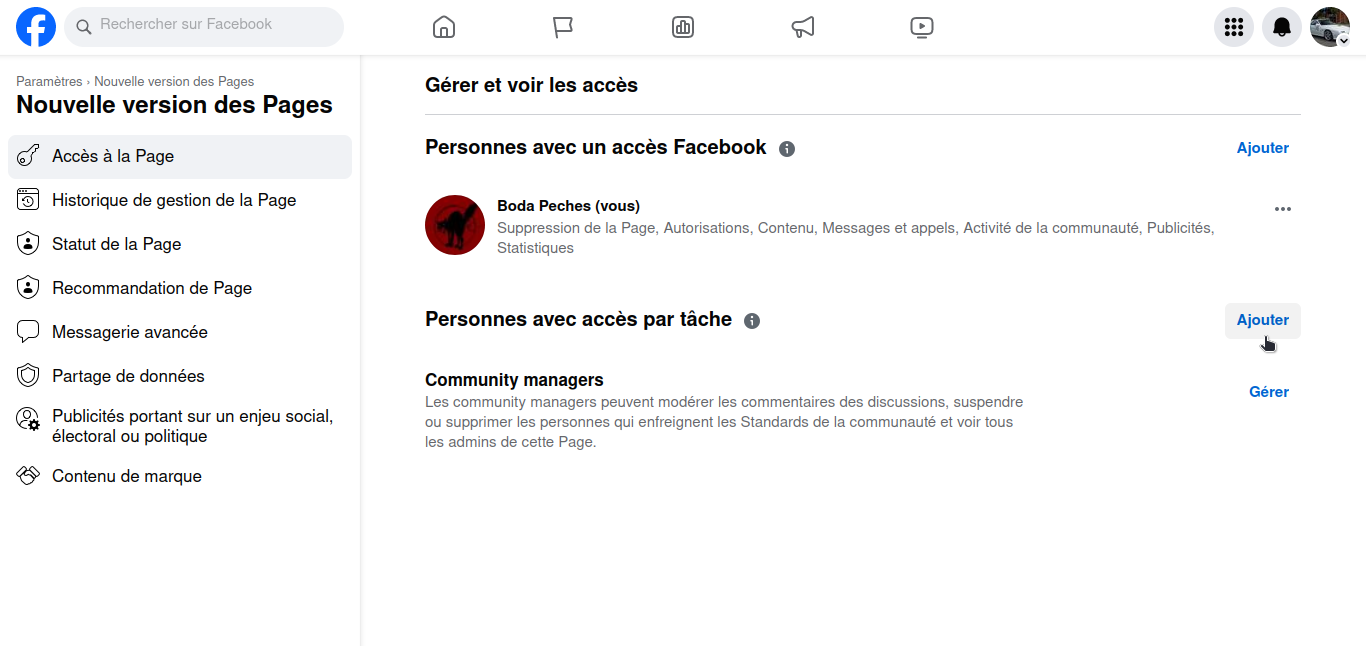 Rechercher sur Facebook
Paramètres › Nouvelle version des Pages
Nouvelle version des Pages
Accès à la Page
Historique de gestion de la Page
Statut de la Page
Recommandation de Page
Messagerie avancée
Partage de données
Publicités portant sur un enjeu social,
électoral ou politique
Contenu de marque
Gérer et voir les accès
Personnes avec un accès Facebook
Ajouter
Boda Peches (vous)
Suppression de la Page, Autorisations, Contenu, Messages et appels, Activité de la communauté, Publicités,
Statistiques
Personnes avec accès par tâche
Ajouter
Community managers
Gérer
Les community managers peuvent modérer les commentaires des discussions, suspendre
ou supprimer les personnes qui enfreignent les Standards de la communauté et voir tous
les admins de cette Page.